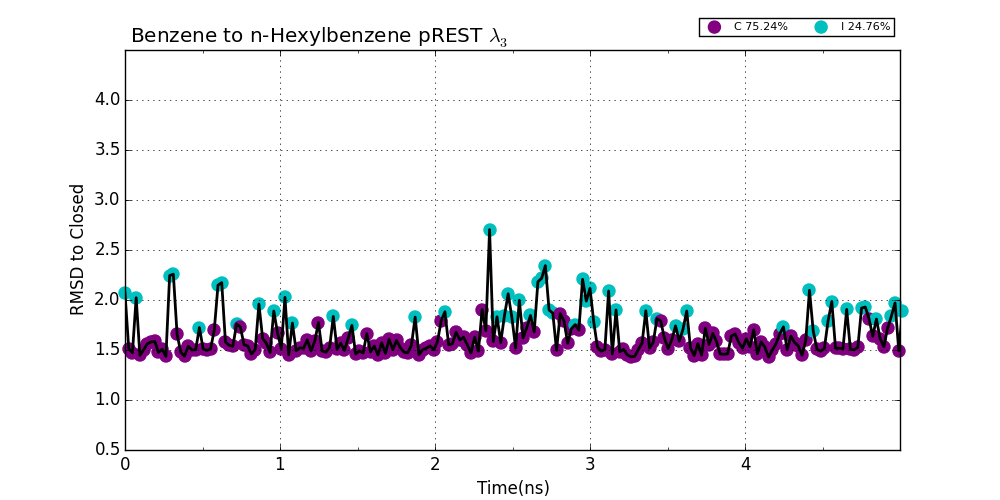 Benzene to n-Hexylbenzene pREST λ₃
C 75.24%
I 24.76%
RMSD to Closed
4.0
3.5
3.0
2.5
2.0
1.5
1.0
0.5
0 1 2 3 4
Time(ns)